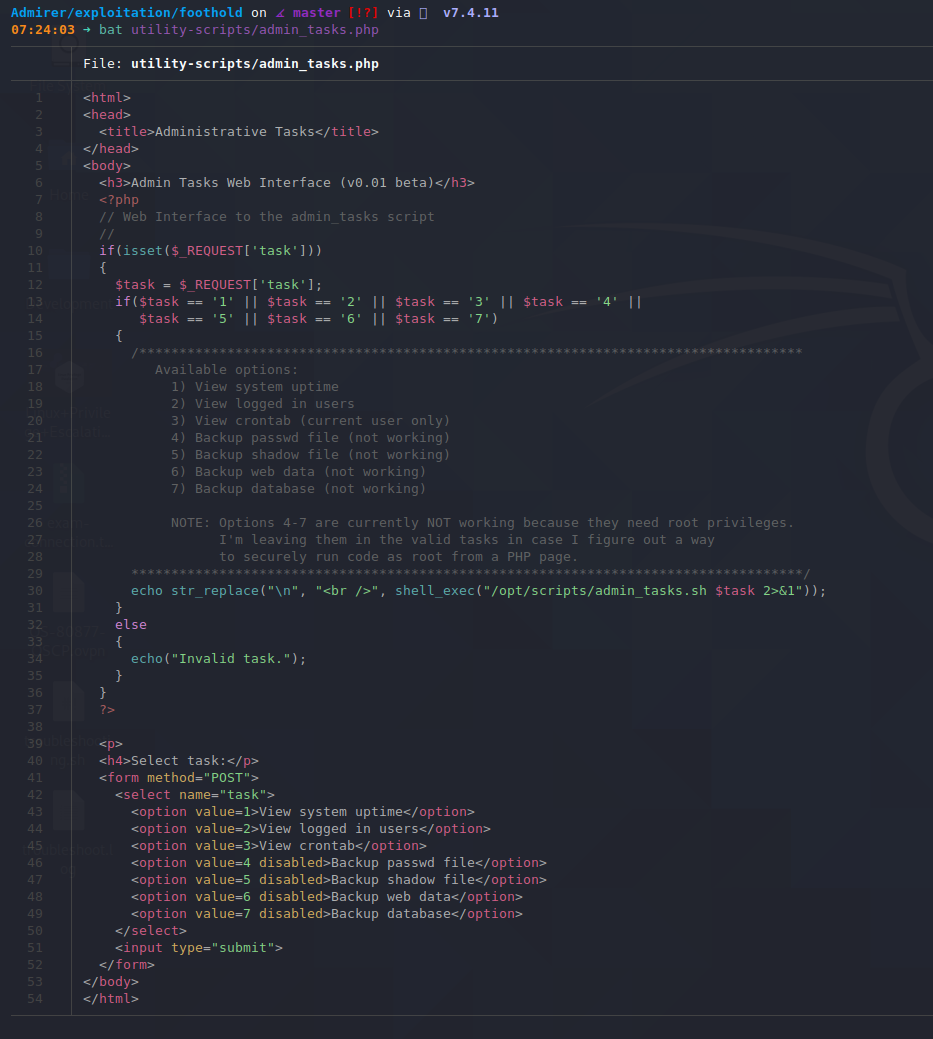 Admirer/exploitation/foothold on master [!?] via v7.4.11
07:24:03 ➜ bat utility-scripts/admin_tasks.php
File: utility-scripts/admin_tasks.php
1 <html>
2 <head>
3   <title>Administrative Tasks</title>
4 </head>
5 <body>
6   <h3>Admin Tasks Web Interface (v0.01 beta)</h3>
7   <?php
8   // Web Interface to the admin_tasks script
9   //
10   if(isset($_REQUEST['task']))
11   {
12     $task = $_REQUEST['task'];
13     if($task == '1' || $task == '2' || $task == '3' || $task == '4' ||
14        $task == '5' || $task == '6' || $task == '7')
15     {
16       /***********************************************************************************
17          Available options:
18            1) View system uptime
19            2) View logged in users
20            3) View crontab (current user only)
21            4) Backup passwd file (not working)
22            5) Backup shadow file (not working)
23            6) Backup web data (not working)
24            7) Backup database (not working)
25
26            NOTE: Options 4-7 are currently NOT working because they need root privileges.
27                  I'm leaving them in the valid tasks in case I figure out a way
28                  to securely run code as root from a PHP page.
29       ************************************************************************************/
30       echo str_replace("\n", "<br />", shell_exec("/opt/scripts/admin_tasks.sh $task 2>&1"));
31     }
32     else
33     {
34       echo("Invalid task.");
35     }
36   }
37   ?>
38
39   <p>
40   <h4>Select task:</p>
41   <form method="POST">
42     <select name="task">
43       <option value=1>View system uptime</option>
44       <option value=2>View logged in users</option>
45       <option value=3>View crontab</option>
46       <option value=4 disabled>Backup passwd file</option>
47       <option value=5 disabled>Backup shadow file</option>
48       <option value=6 disabled>Backup web data</option>
49       <option value=7 disabled>Backup database</option>
50     </select>
51     <input type="submit">
52   </form>
53 </body>
54 </html>